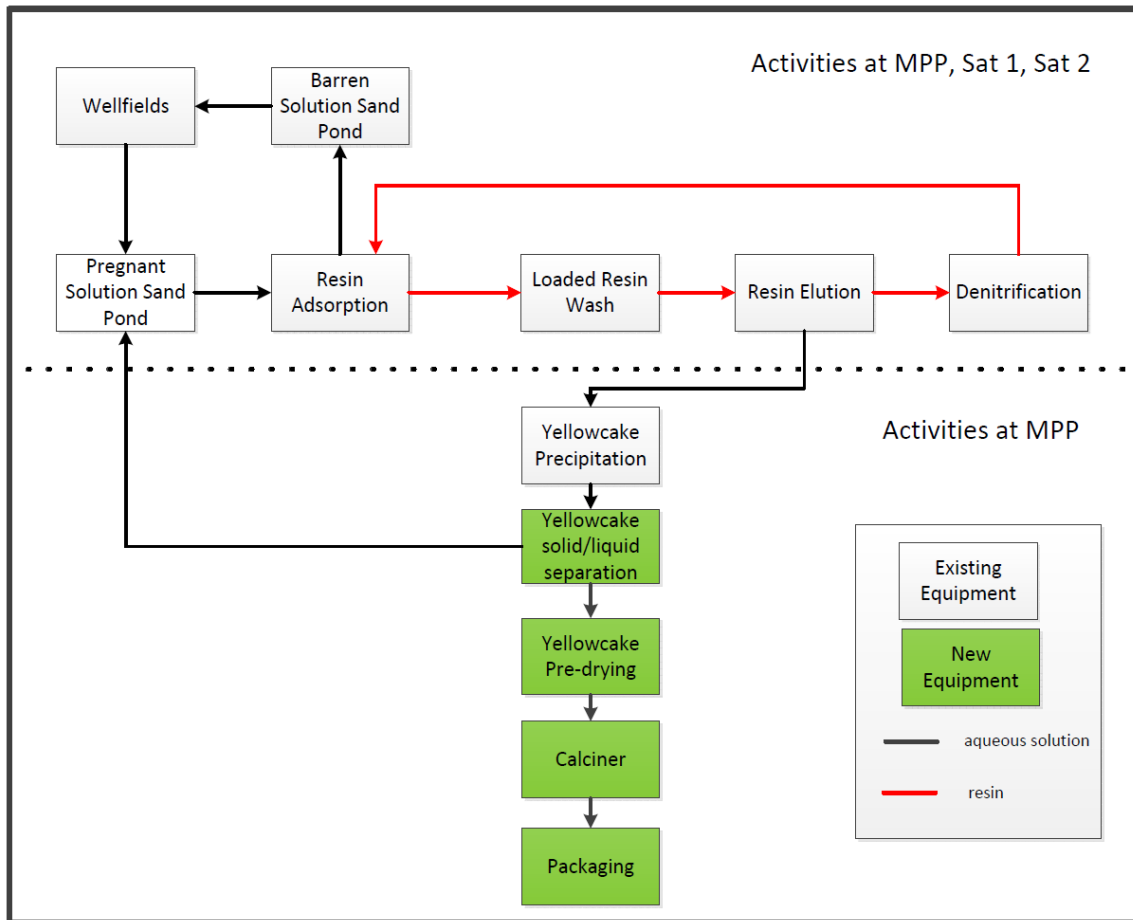 Activities at MPP, Sat 1, Sat 2
Wellfields
Barren
Solution Sand
Pond
Pregnant
Solution Sand
Pond
Resin
Adsorption
Loaded Resin
Wash
Resin Elution
Denitrification
Activities at MPP
Yellowcake
Precipitation
Yellowcake
solid/liquid
separation
Yellowcake
Pre-drying
Calciner
Packaging
Existing
Equipment
New
Equipment
aqueous solution
resin